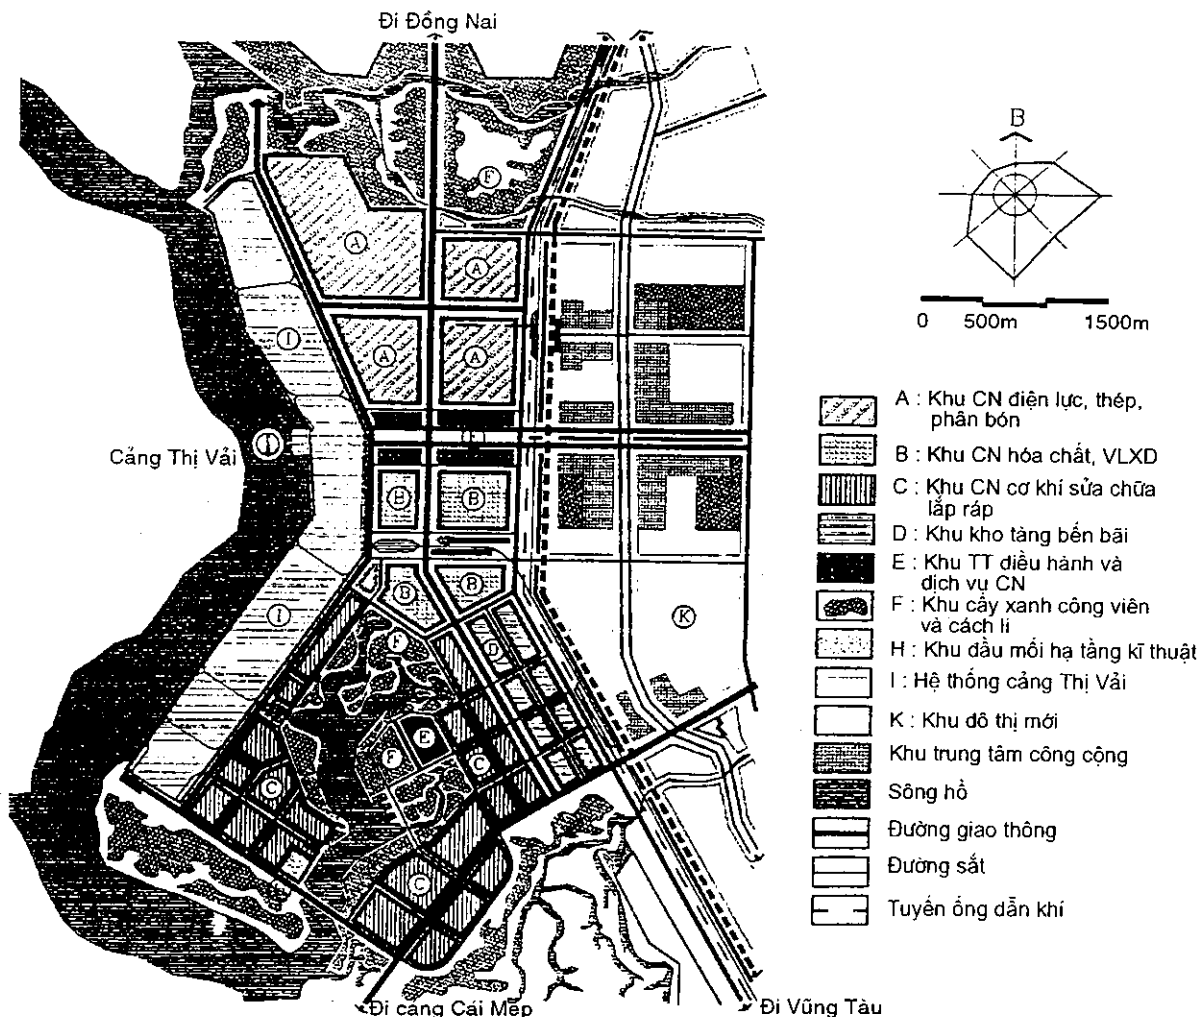 Đi Đồng Nai
B
0 500m 1500m
F
A
A
A
A
I
Cảng Thị Vải
I
B
B
B
B
I
K
F
D
F
E
C
C
C
A : Khu CN điện lực, thép,
phân bón
B : Khu CN hóa chất, VLXD
C : Khu CN cơ khí sửa chữa
lắp ráp
D : Khu kho tàng bến bãi
E : Khu TT điều hành và
dịch vụ CN
F : Khu cây xanh công viên
và cách li
H : Khu đầu mối hạ tầng kĩ thuật
I : Hệ thống cảng Thị Vải
K : Khu đô thị mới
Khu trung tâm công cộng
Sông hồ
Đường giao thông
Đường sắt
Tuyến ống dẫn khí
Đi cảng Cái Mép
Đi Vũng Tàu